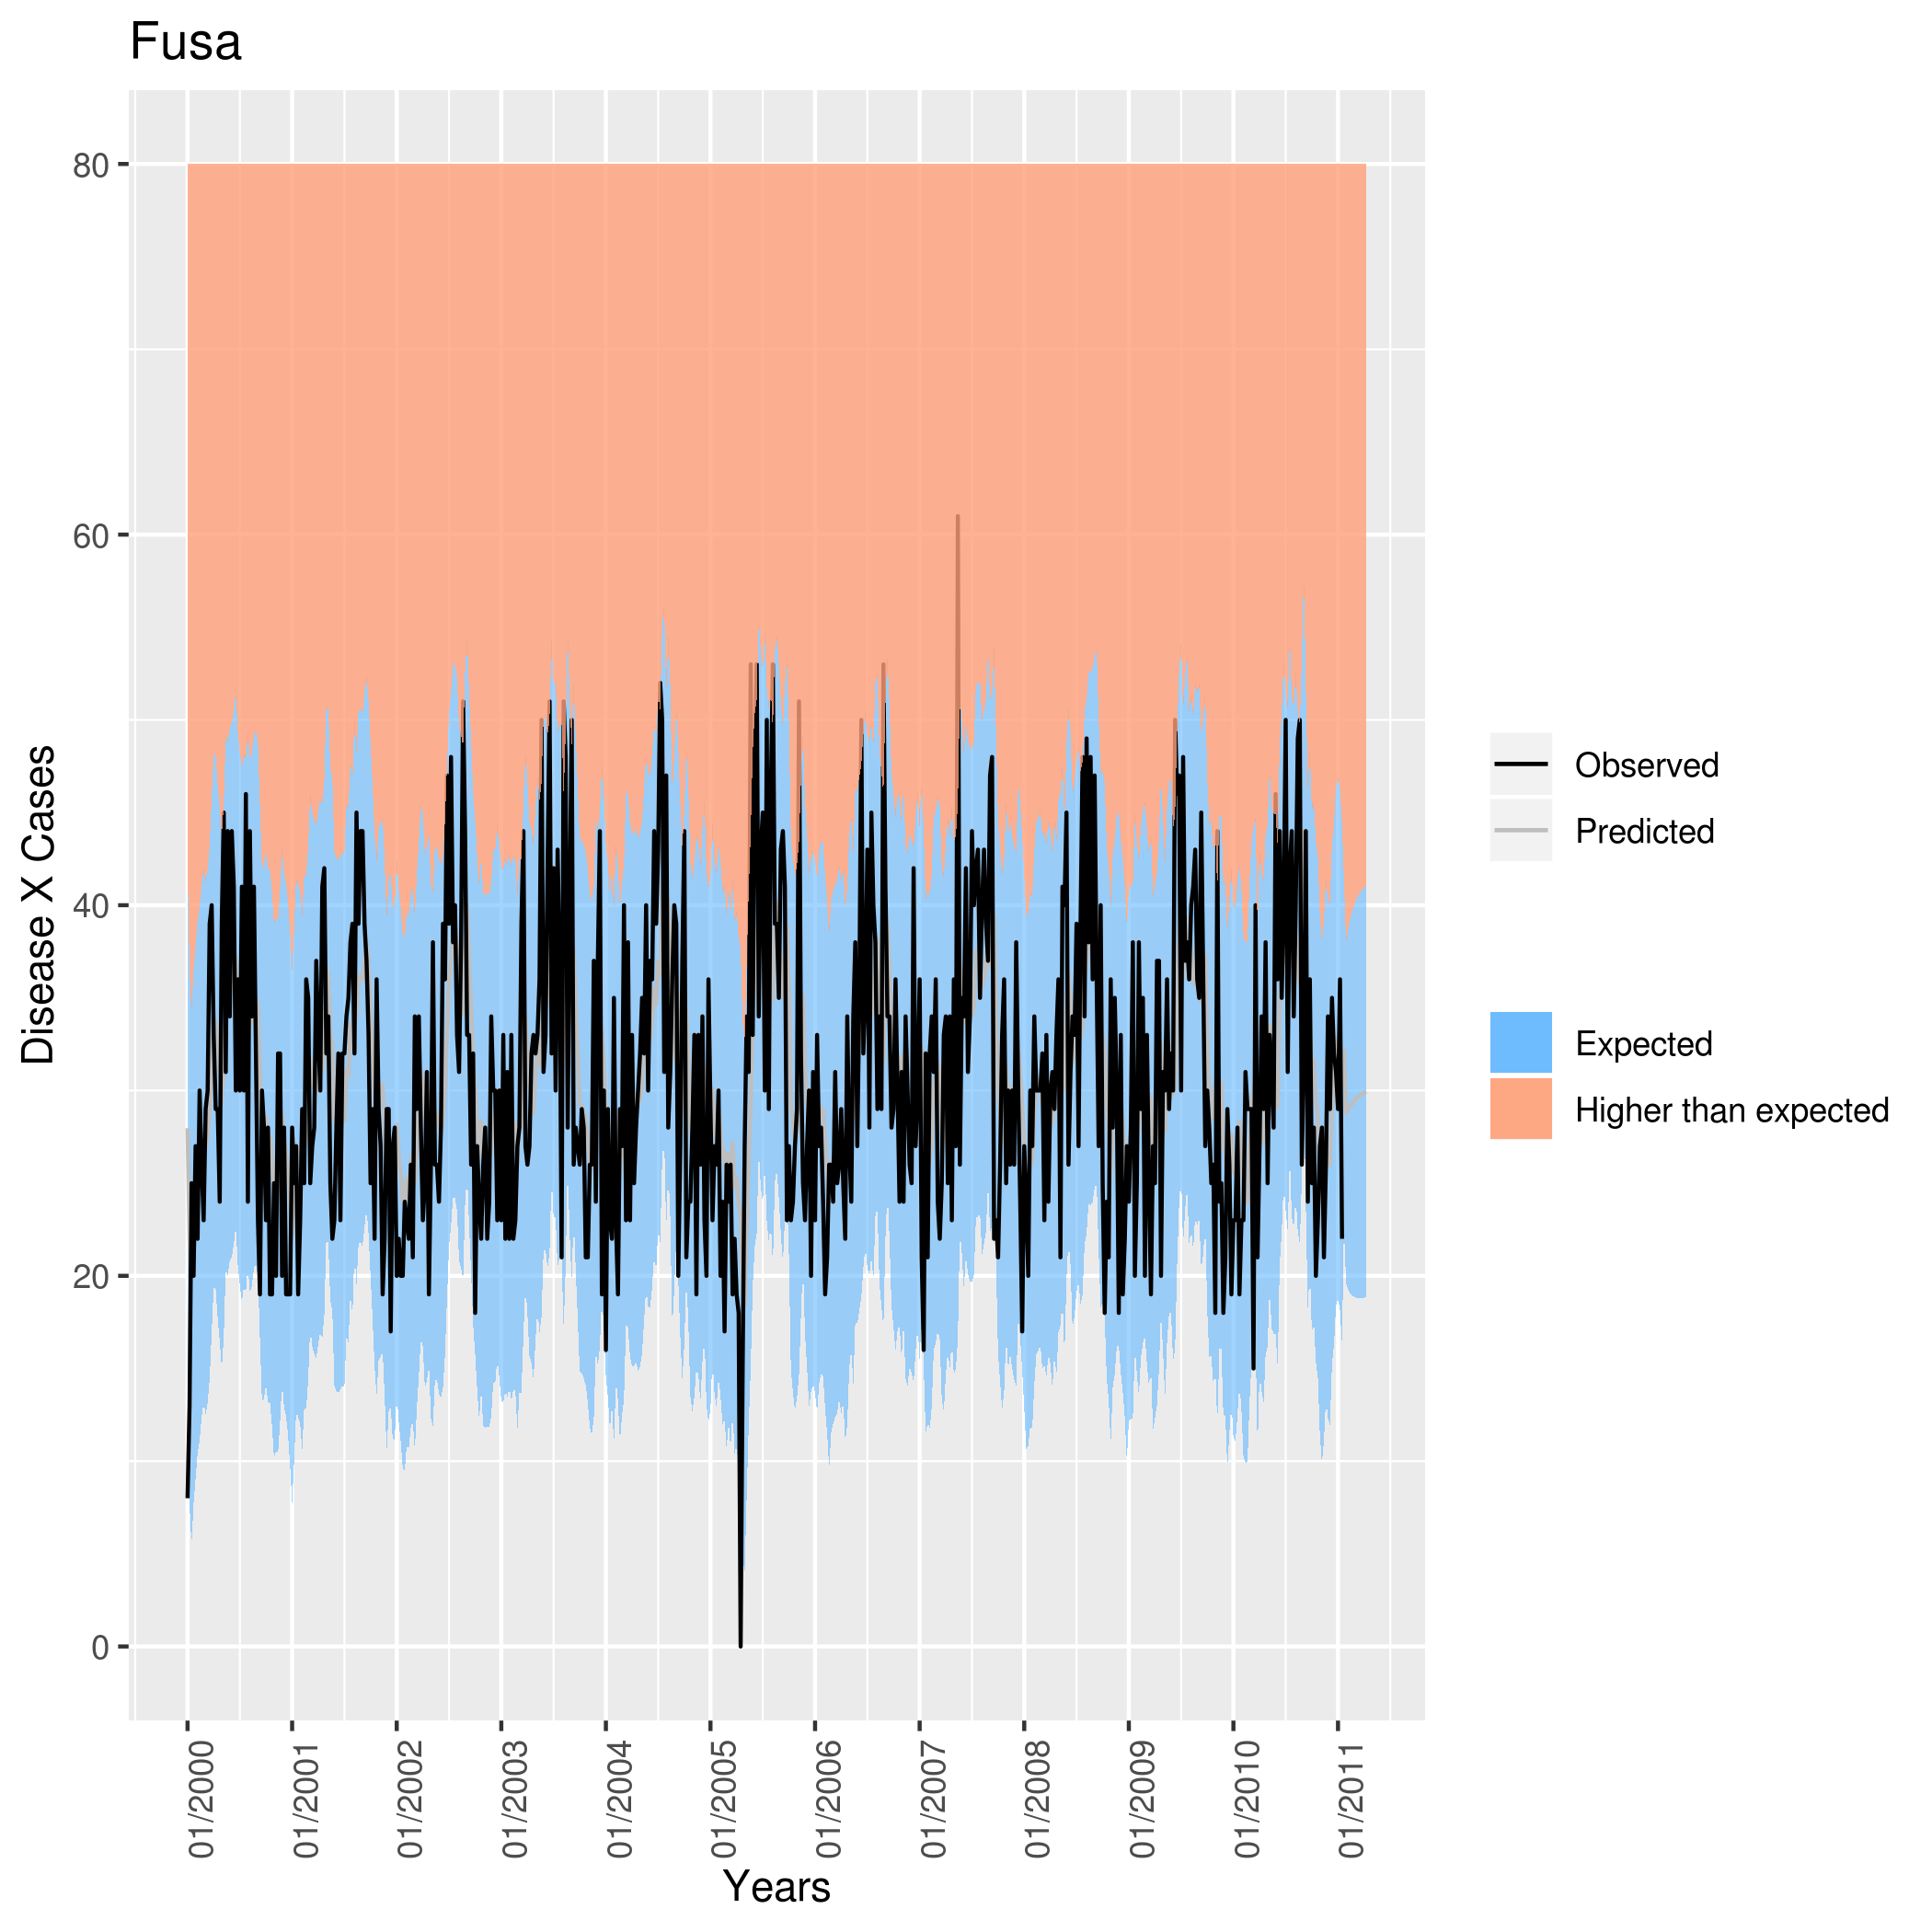 Fusa
Disease X Cases
80
60
40
20
0
01/2000
01/2001
01/2002
01/2003
01/2004
01/2005
01/2006
01/2007
01/2008
01/2009
01/2010
01/2011
Years
Observed
Predicted
Expected
Higher than expected